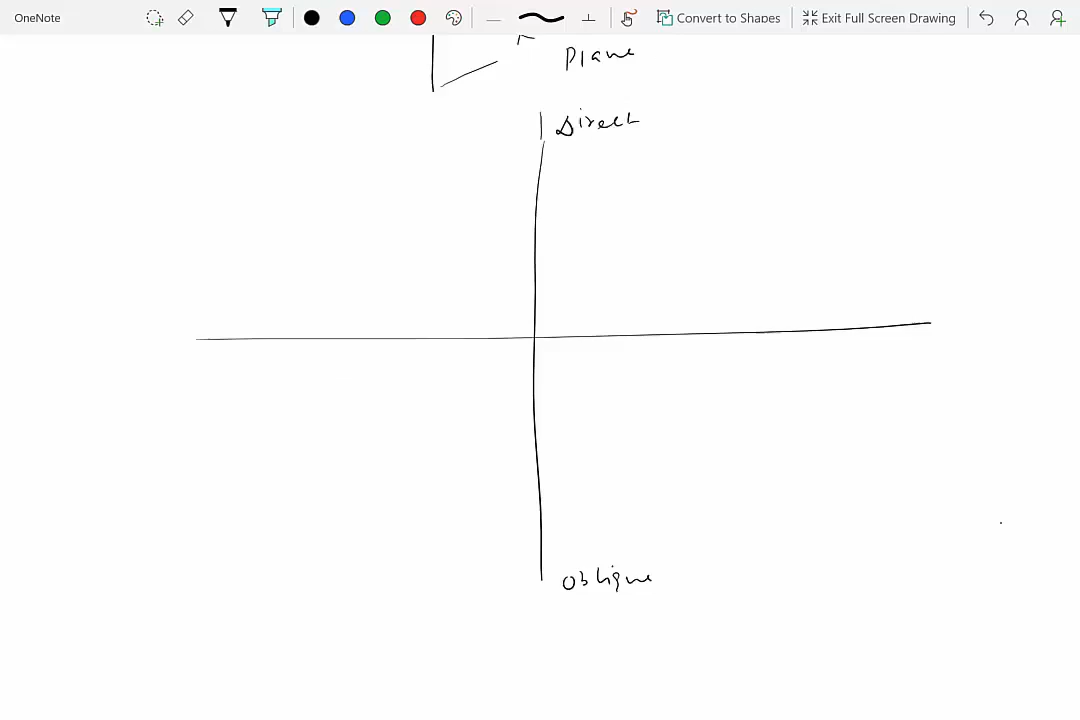 OneNote
Convert to Shapes
Exit Full Screen Drawing
Plane
Direct
Oblique